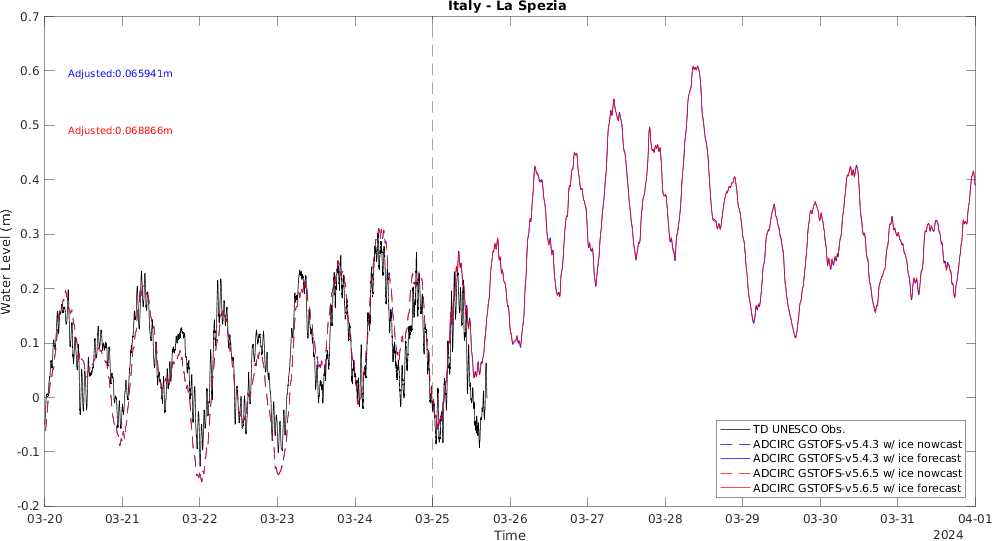 Italy - La Spezia
0.7
0.6
0.5
0.4
0.3
0.2
0.1
0
-0.1
-0.2
Water Level (m)
Adjusted:0.065941m
Adjusted:0.068866m
TD UNESCO Obs.
ADCIRC GSTOFS-v5.4.3 w/ ice nowcast
ADCIRC GSTOFS-v5.4.3 w/ ice forecast
ADCIRC GSTOFS-v5.6.5 w/ ice nowcast
ADCIRC GSTOFS-v5.6.5 w/ ice forecast
03-20 03-21 03-22 03-23 03-24 03-25 03-26 03-27 03-28 03-29 03-30 03-31 04-01
Time
2024